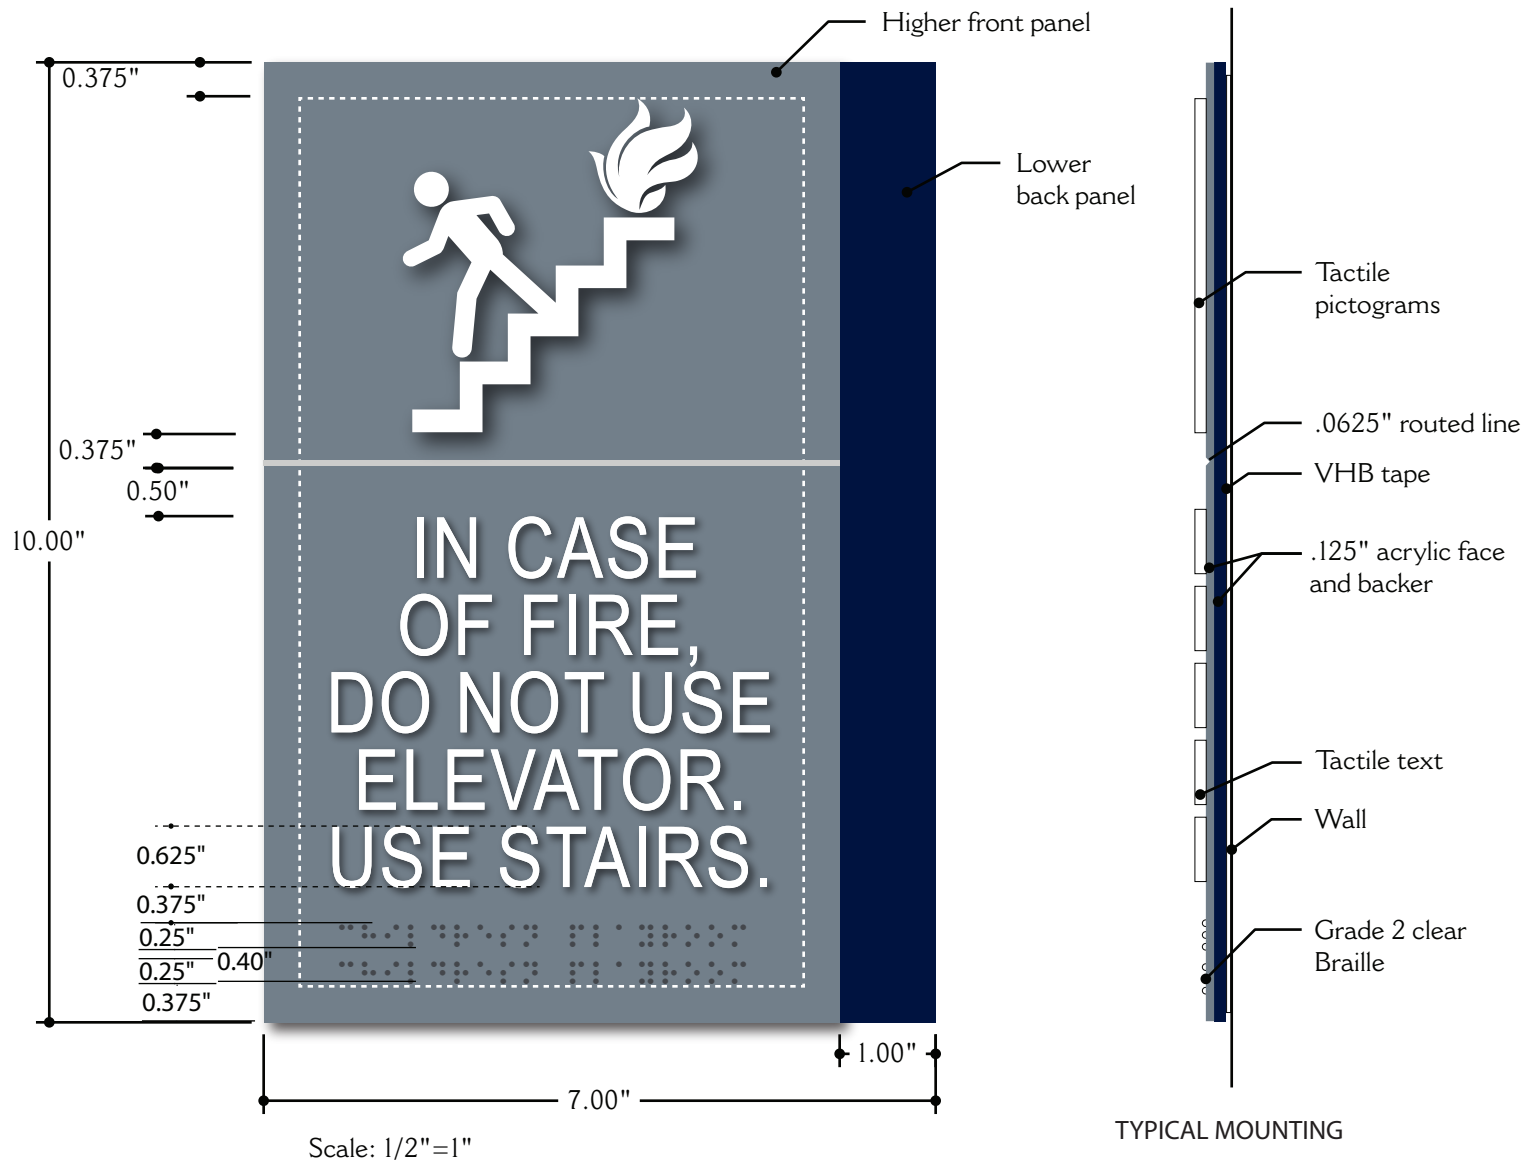 Higher front panel
0.375"
Lower
back panel
Tactile
pictograms
.0625" routed line
0.375"
VHB tape
0.50"
10.00"
IN CASE
OF FIRE,
DO NOT USE
ELEVATOR.
USE STAIRS.
.125" acrylic face
and backer
Tactile text
Wall
0.625"
0.375"
0.25"
0.40"
0.25"
0.375"
Grade 2 clear
Braille
1.00"
7.00"
Scale: 1/2"=1"
TYPICAL MOUNTING